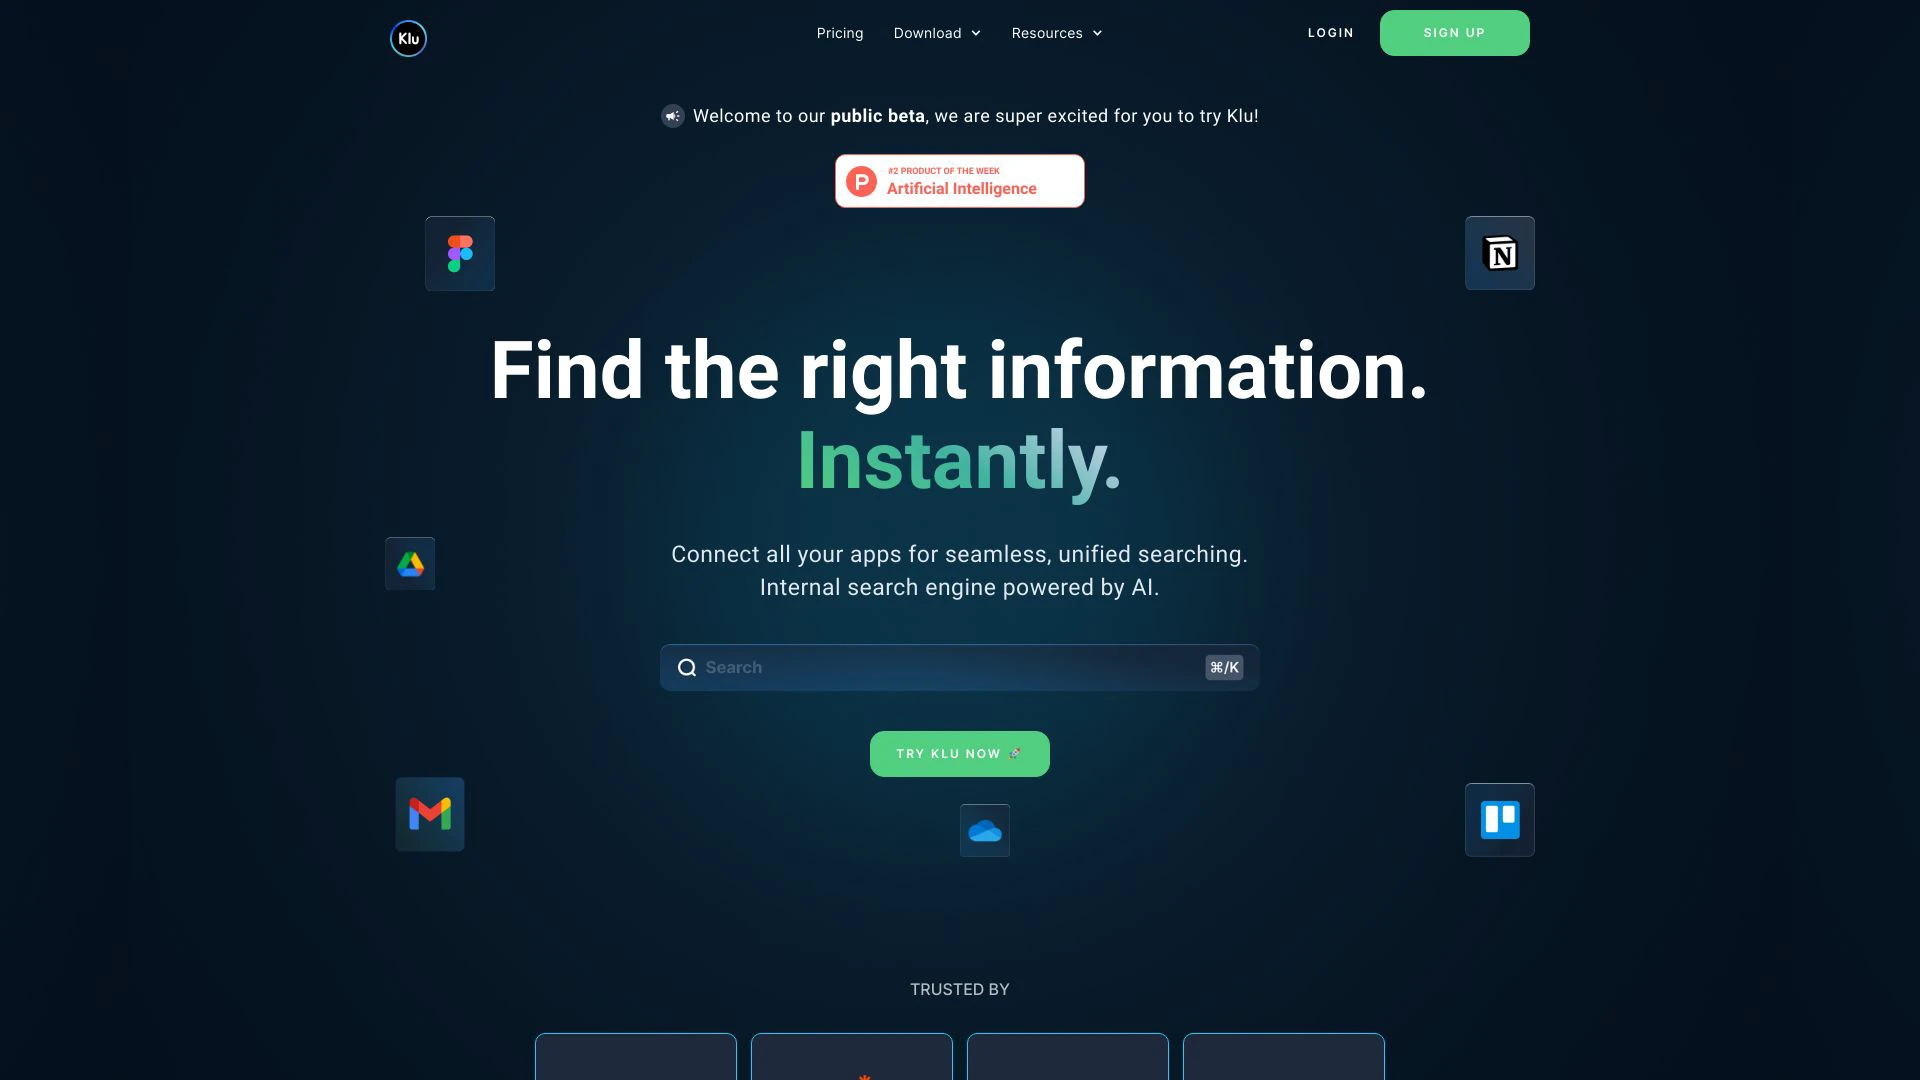 Klu
Pricing
Download
Resources
LOGIN
SIGN UP
Welcome to our public beta, we are super excited for you to try Klu!
P
#2 PRODUCT OF THE WEEK
Artificial Intelligence
N
Find the right information.
Instantly.
Connect all your apps for seamless, unified searching.
Internal search engine powered by AI.
Search
⌘/K
TRY KLU NOW 🚀
TRUSTED BY